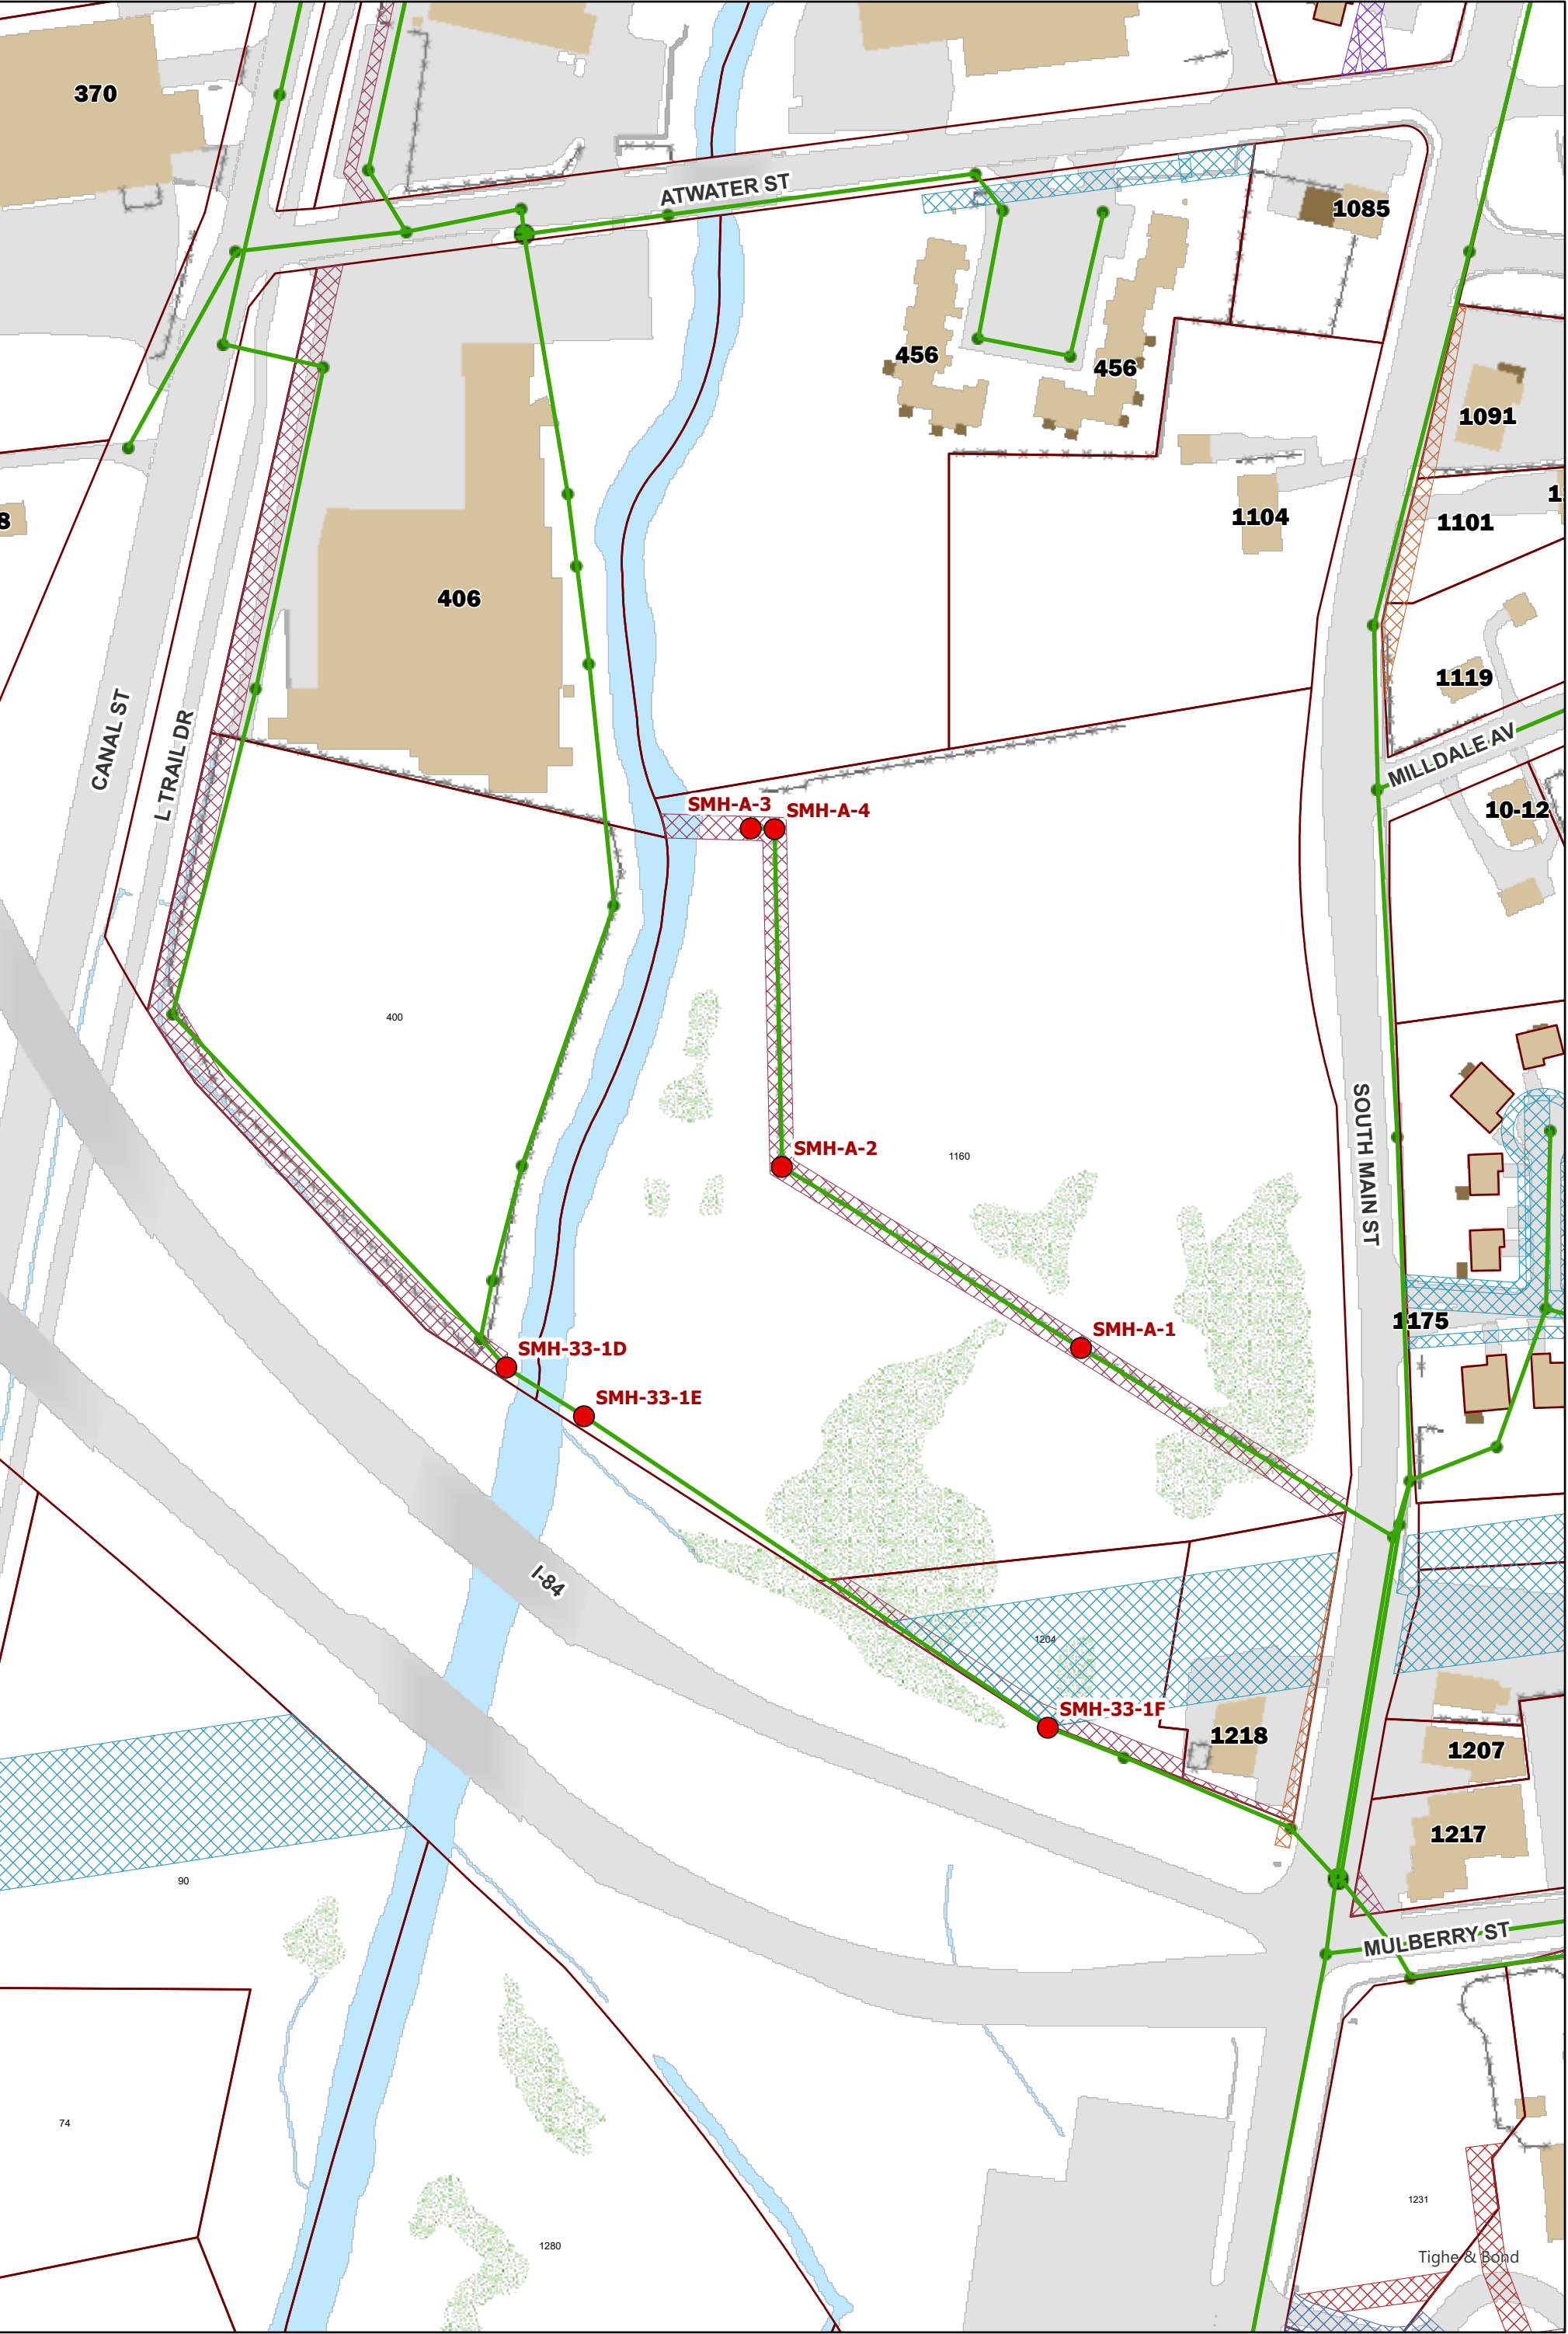 370
ATWATER ST
1085
456
456
1091
1104
1101
8
406
1119
CANAL ST
L TRAIL DR
MILLDALE AV
10-12
SMH-A-3
SMH-A-4
400
SMH-A-2
1160
SOUTH MAIN ST
SMH-A-1
1175
SMH-33-1D
SMH-33-1E
I-84
1204
SMH-33-1F
1218
1207
1217
90
MULBERRY ST
74
1231
1280
Tighe & Bond